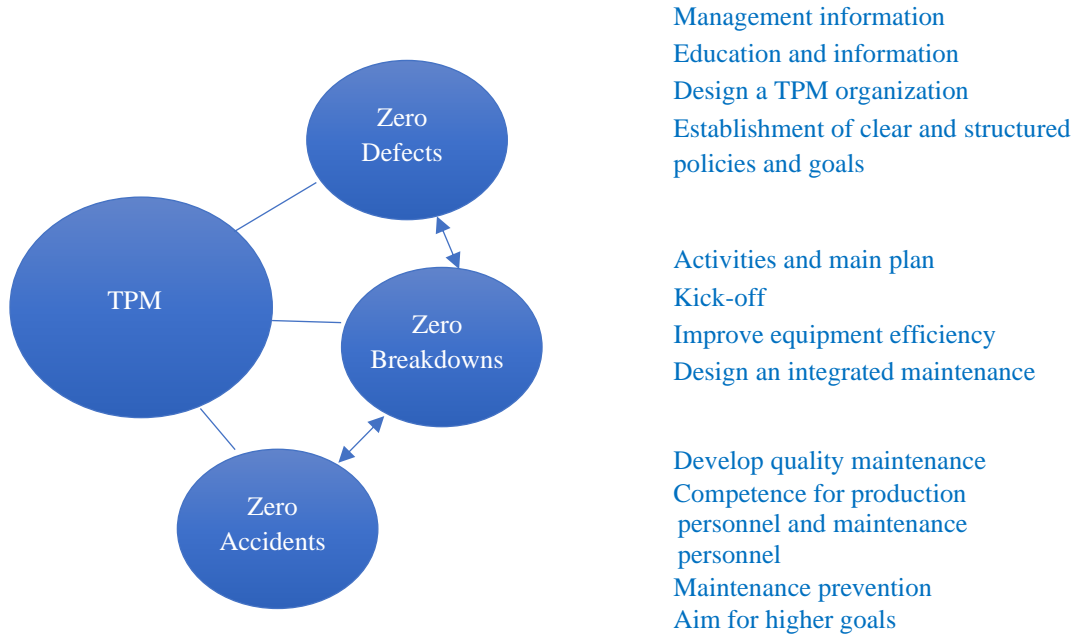 TPM
Zero
Defects
Zero
Breakdowns
Zero
Accidents
Management information
Education and information
Design a TPM organization
Establishment of clear and structured
policies and goals
Activities and main plan
Kick-off
Improve equipment efficiency
Design an integrated maintenance
Develop quality maintenance
Competence for production
personnel and maintenance
personnel
Maintenance prevention
Aim for higher goals